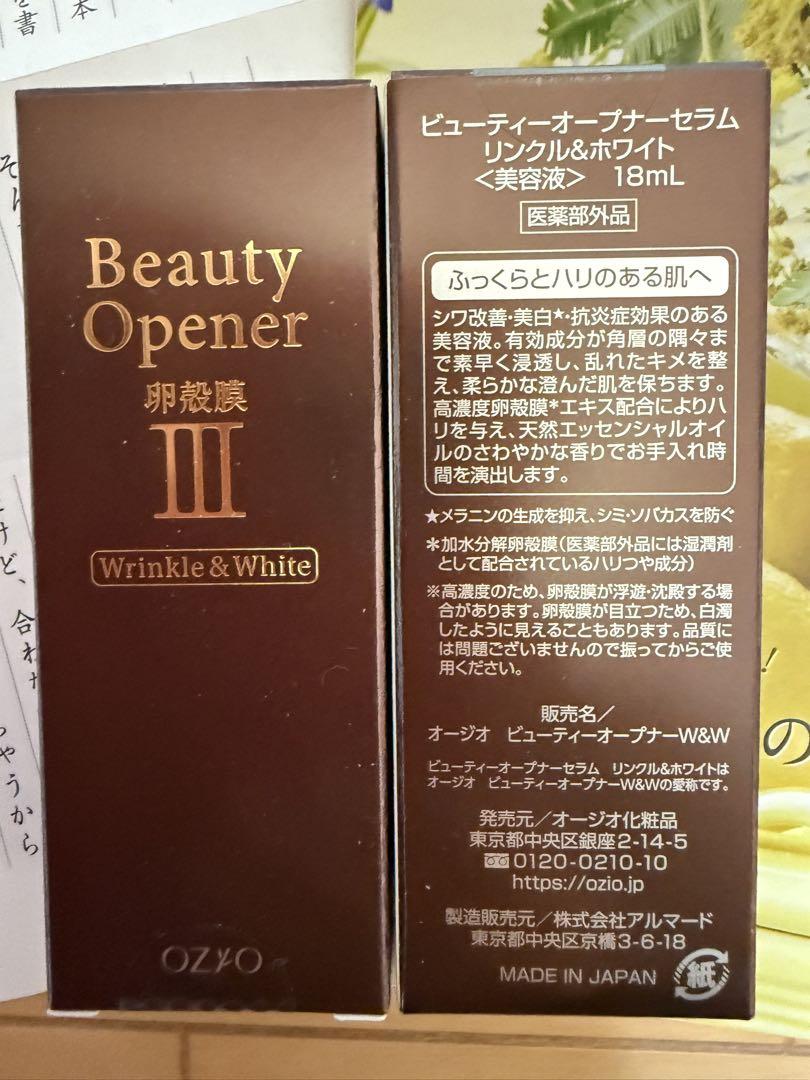 Beauty
Opener
卵殻膜
III
Wrinkle & White
OZIO
ビューティーオープナーセラム
リンクル&ホワイト
<美容液> 18mL
医薬部外品
ふっくらとハリのある肌へ
シワ改善・美白★・抗炎症効果のある
美容液。有効成分が角層の隅々ま
で素早く浸透し、乱れたキメを整
え、柔らかな澄んだ肌を保ちます。
高濃度卵殻膜*エキス配合によりハ
リを与え、天然エッセンシャルオイ
ルのさわやかな香りでお手入れ時
間を演出します。
★メラニンの生成を抑え、シミ・ソバカスを防ぐ
*加水分解卵殻膜(医薬部外品には湿潤剤
として配合されているハリつや成分)
※高濃度のため、卵殻膜が浮遊・沈殿する場
合があります。卵殻膜が目立つため、白濁
したように見えることもあります。品質に
は問題ございませんので振ってからご使
用ください。
販売名/
オージオ ビューティーオープナーW&W
ビューティーオープナーセラム リンクル&ホワイトは
オージオ ビューティーオープナーW&Wの愛称です。
発売元/オージオ化粧品
東京都中央区銀座2-14-5
0120-0210-10
https://ozio.jp
製造販売元/株式会社アルマード
東京都中央区京橋3-6-18
MADE IN JAPAN
紙
本
を書
けど、合わ
ちゃうから
!
の